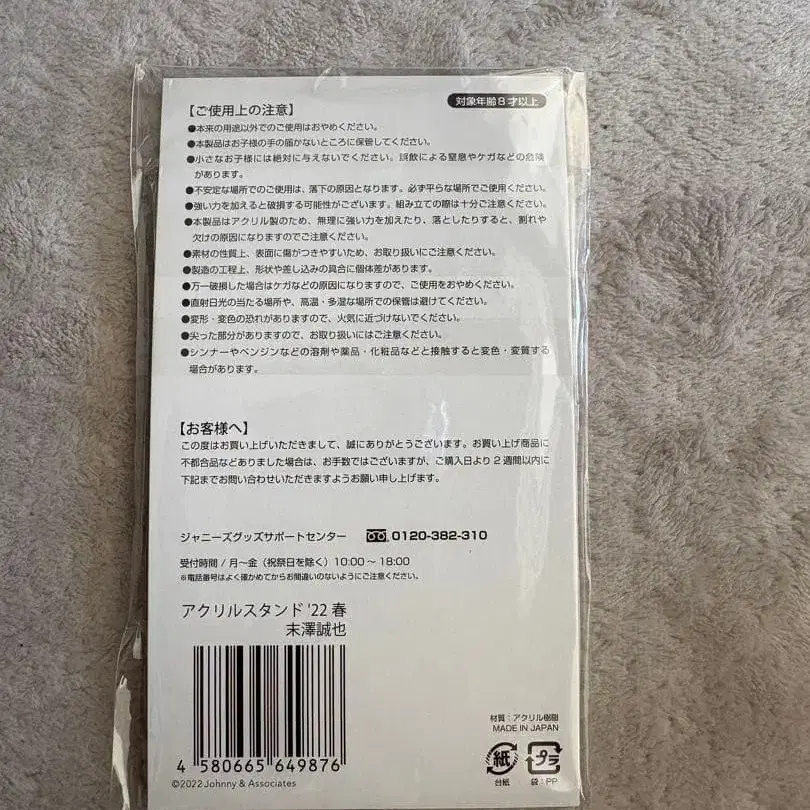 対象年齢8才以上
【ご使用上の注意】
●本来の用途以外でのご使用はおやめください。
●本製品はお子様の手の届かないところに保管してください。
●小さなお子様には絶対に与えないでください。誤飲による窒息やケガなどの危険
があります。
●不安定な場所でのご使用は、落下の原因となります。必ず平らな場所でご使用ください。
●強い力を加えると破損する可能性がございます。組み立ての際は十分ご注意ください。
●本製品はアクリル製のため、無理に強い力を加えたり、落としたりすると、割れや
欠けの原因になりますのでご注意ください。
●素材の性質上、表面に傷がつきやすいため、お取り扱いにご注意ください。
●製造の工程上、形状や差し込みの具合に個体差があります。
●万一破損した場合はケガなどの原因になりますので、ご使用をおやめください。
●直射日光の当たる場所や、高温・多湿な場所での保管は避けてください。
●変形・変色の恐れがありますので、火気に近づけないでください。
●尖った部分がありますので、お取り扱いにはご注意ください。
●シンナーやベンジンなどの溶剤や薬品・化粧品などと接触すると変色・変質する
場合があります。
【お客様へ】
この度はお買い上げいただきまして、誠にありがとうございます。お買い上げ商品に
不都合品などありました場合は、お手数ではございますが、ご購入日より2週間以内に
下記までお問い合わせいただきますようお願い申し上げます。
ジャニーズグッズサポートセンター 0120-382-310
受付時間/月〜金(祝祭日を除く)10:00〜18:00
※電話番号はよく確かめてからお間違いのないようにご注意ください。
アクリルスタンド '22 春
末澤誠也
4 580665 649876
©2022 Johnny & Associates
材質:アクリル樹脂
MADE IN JAPAN
紙 プラ
台紙 袋:PP